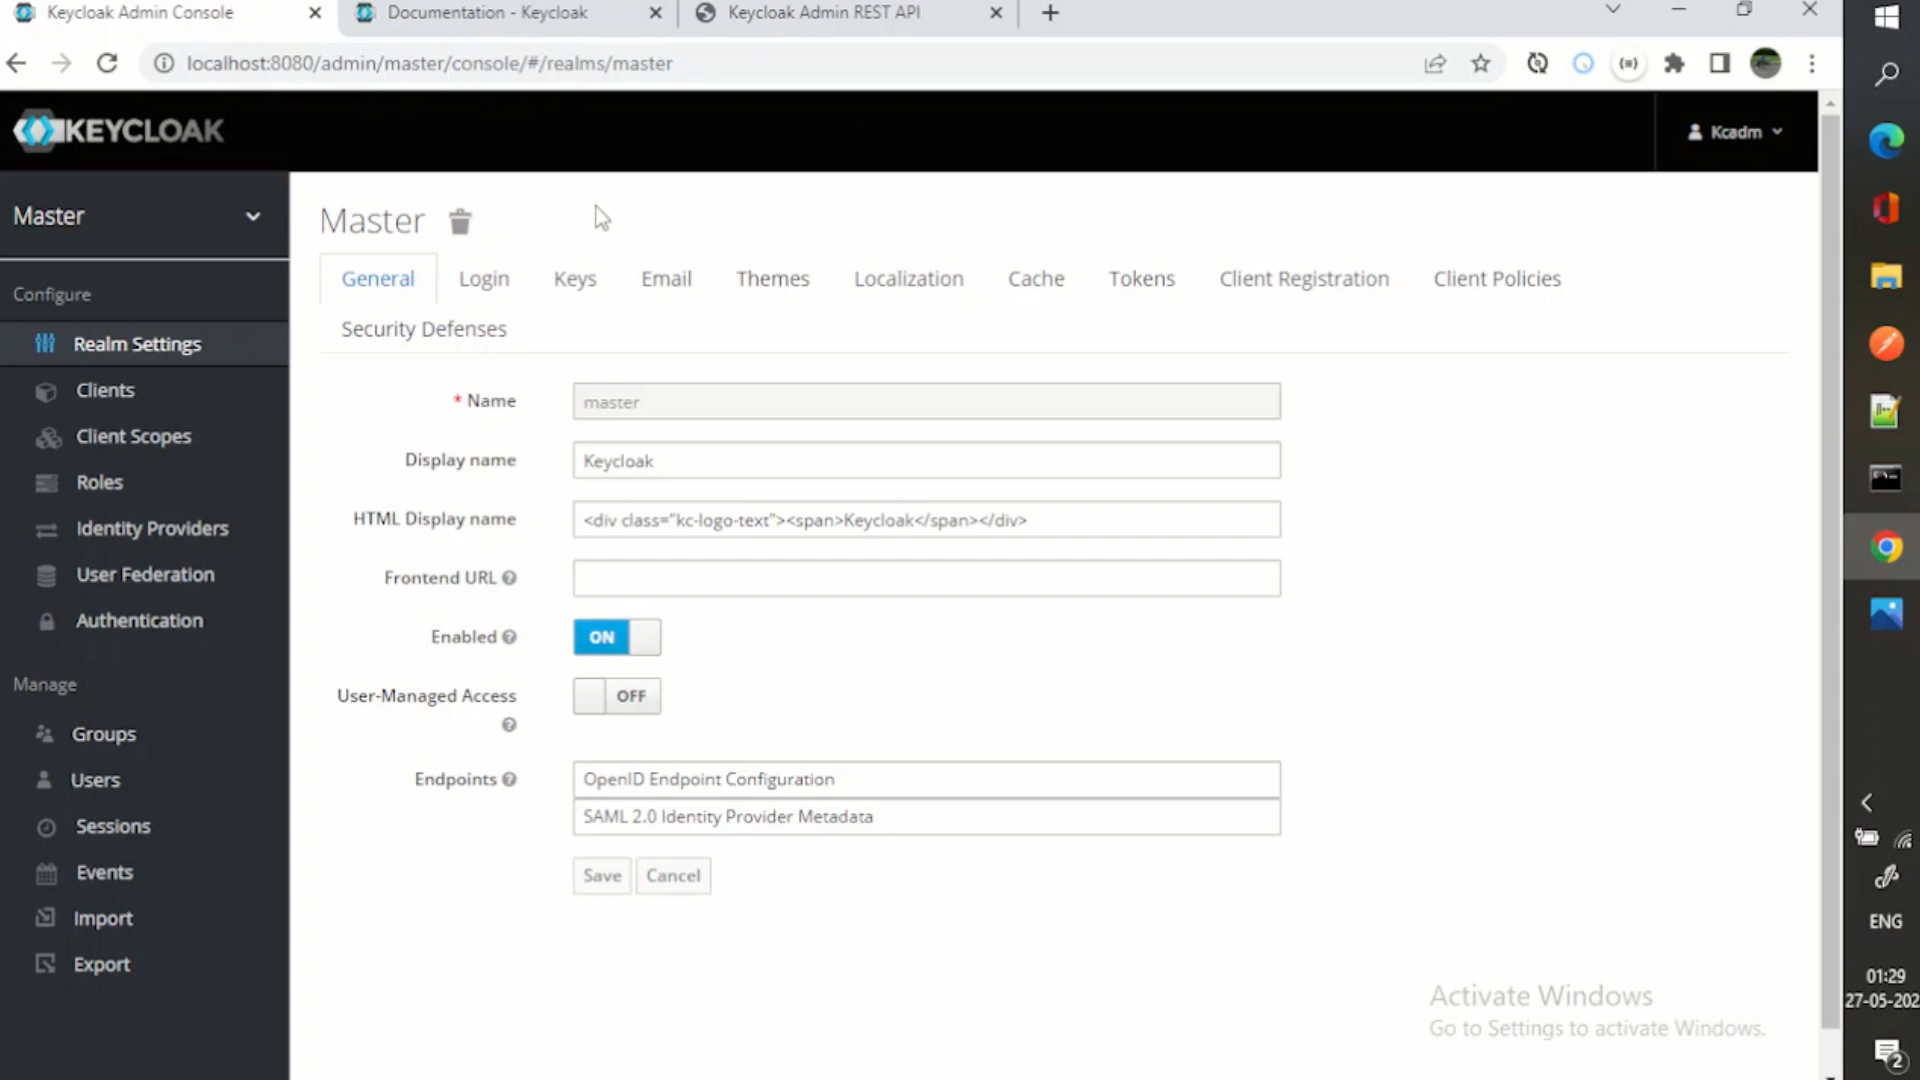 Keycloak Admin Console
Documentation - Keycloak
Keycloak Admin REST API
localhost:8080/admin/master/console/#/realms/master
KEYCLOAK
Kcadm
Master
Master
General
Login
Keys
Email
Themes
Localization
Cache
Tokens
Client Registration
Client Policies
Security Defenses
Configure
Realm Settings
Clients
Client Scopes
Roles
Identity Providers
User Federation
Authentication
Manage
Groups
Users
Sessions
Events
Import
Export
* Name
master
Display name
Keycloak
HTML Display name
<div class="kc-logo-text"><span>Keycloak</span></div>
Frontend URL
Enabled
ON
User-Managed Access
OFF
Endpoints
OpenID Endpoint Configuration
SAML 2.0 Identity Provider Metadata
Save
Cancel
Activate Windows
Go to Settings to activate Windows.
ENG
01:29
27-05-202
2